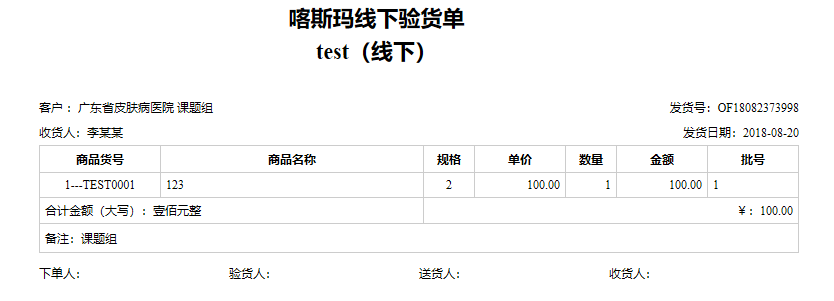 喀斯玛线下验货单
test（线下）
客户 ：广东省皮肤病医院 课题组 发货号：OF18082373998
收货人：李某某 发货日期：2018-08-20
商品货号 商品名称 规格 单价 数量 金额 批号
1---TEST0001 123 2 100.00 1 100.00 1
合计金额（大写）：壹佰元整 ￥：100.00
备注：课题组
下单人： 验货人： 送货人： 收货人：